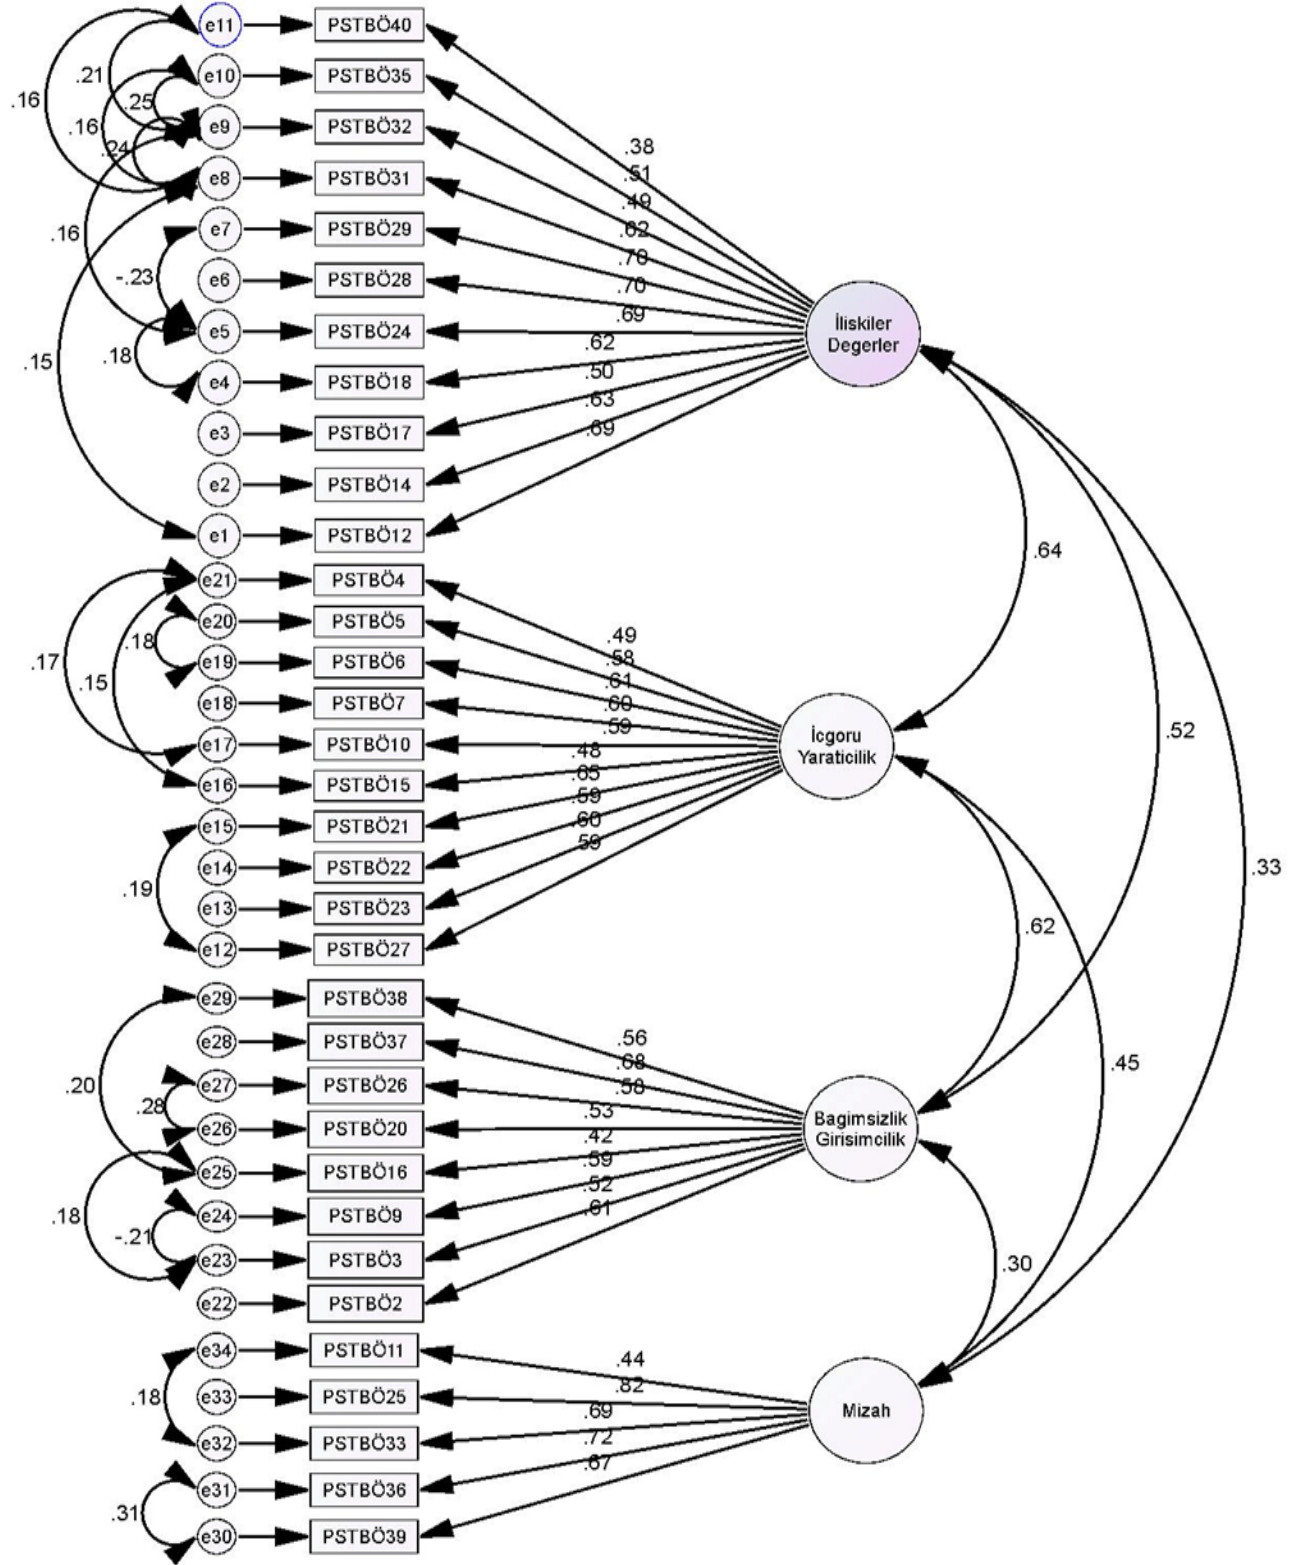 e11 PSTBÖ40
e10 PSTBÖ35
e9 PSTBÖ32
e8 PSTBÖ31
e7 PSTBÖ29
e6 PSTBÖ28
e5 PSTBÖ24
e4 PSTBÖ18
e3 PSTBÖ17
e2 PSTBÖ14
e1 PSTBÖ12
.16
.21
.25
.16
.24
.16
-.23
.18
.15
.38
.51
.49
.62
.70
.70
.69
.62
.50
.63
.69
İliskiler
Degerler
e21 PSTBÖ4
e20 PSTBÖ5
e19 PSTBÖ6
e18 PSTBÖ7
e17 PSTBÖ10
e16 PSTBÖ15
e15 PSTBÖ21
e14 PSTBÖ22
e13 PSTBÖ23
e12 PSTBÖ27
.18
.17
.15
.19
.49
.58
.61
.60
.59
.48
.65
.59
.60
.59
İcgoru
Yaraticilik
e29 PSTBÖ38
e28 PSTBÖ37
e27 PSTBÖ26
e26 PSTBÖ20
e25 PSTBÖ16
e24 PSTBÖ9
e23 PSTBÖ3
e22 PSTBÖ2
.20
.28
.18
-.21
.56
.68
.58
.53
.42
.59
.52
.61
Bagimsizlik
Girisimcilik
e34 PSTBÖ11
e33 PSTBÖ25
e32 PSTBÖ33
e31 PSTBÖ36
e30 PSTBÖ39
.18
.31
.44
.82
.69
.72
.67
Mizah
.64
.52
.33
.62
.45
.30